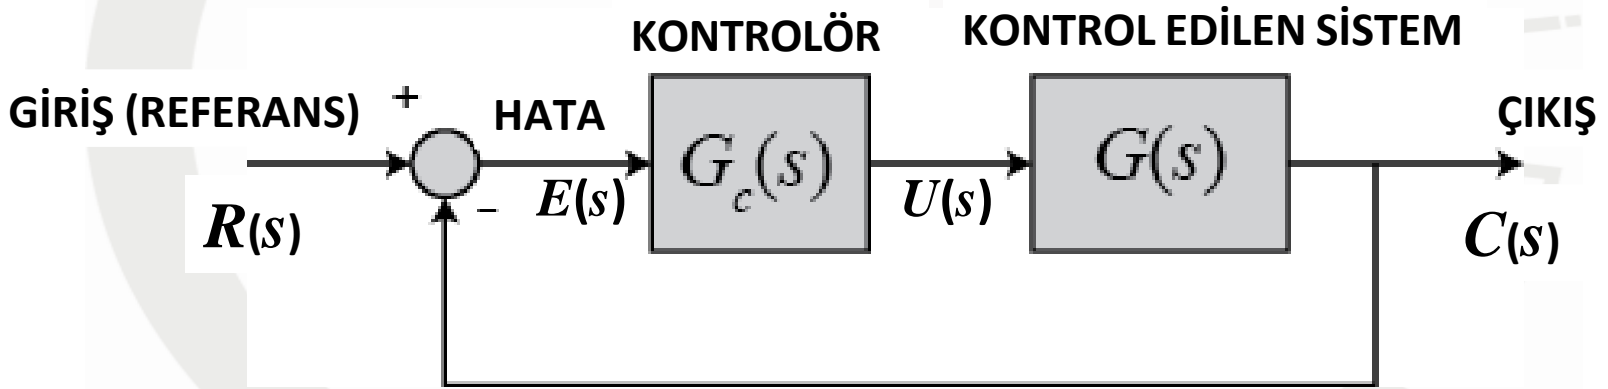 KONTROLÖR
KONTROL EDİLEN SİSTEM
GİRİŞ (REFERANS)
+
HATA
ÇIKIŞ
G_c(s)
G(s)
R(s)
−
E(s)
U(s)
C(s)